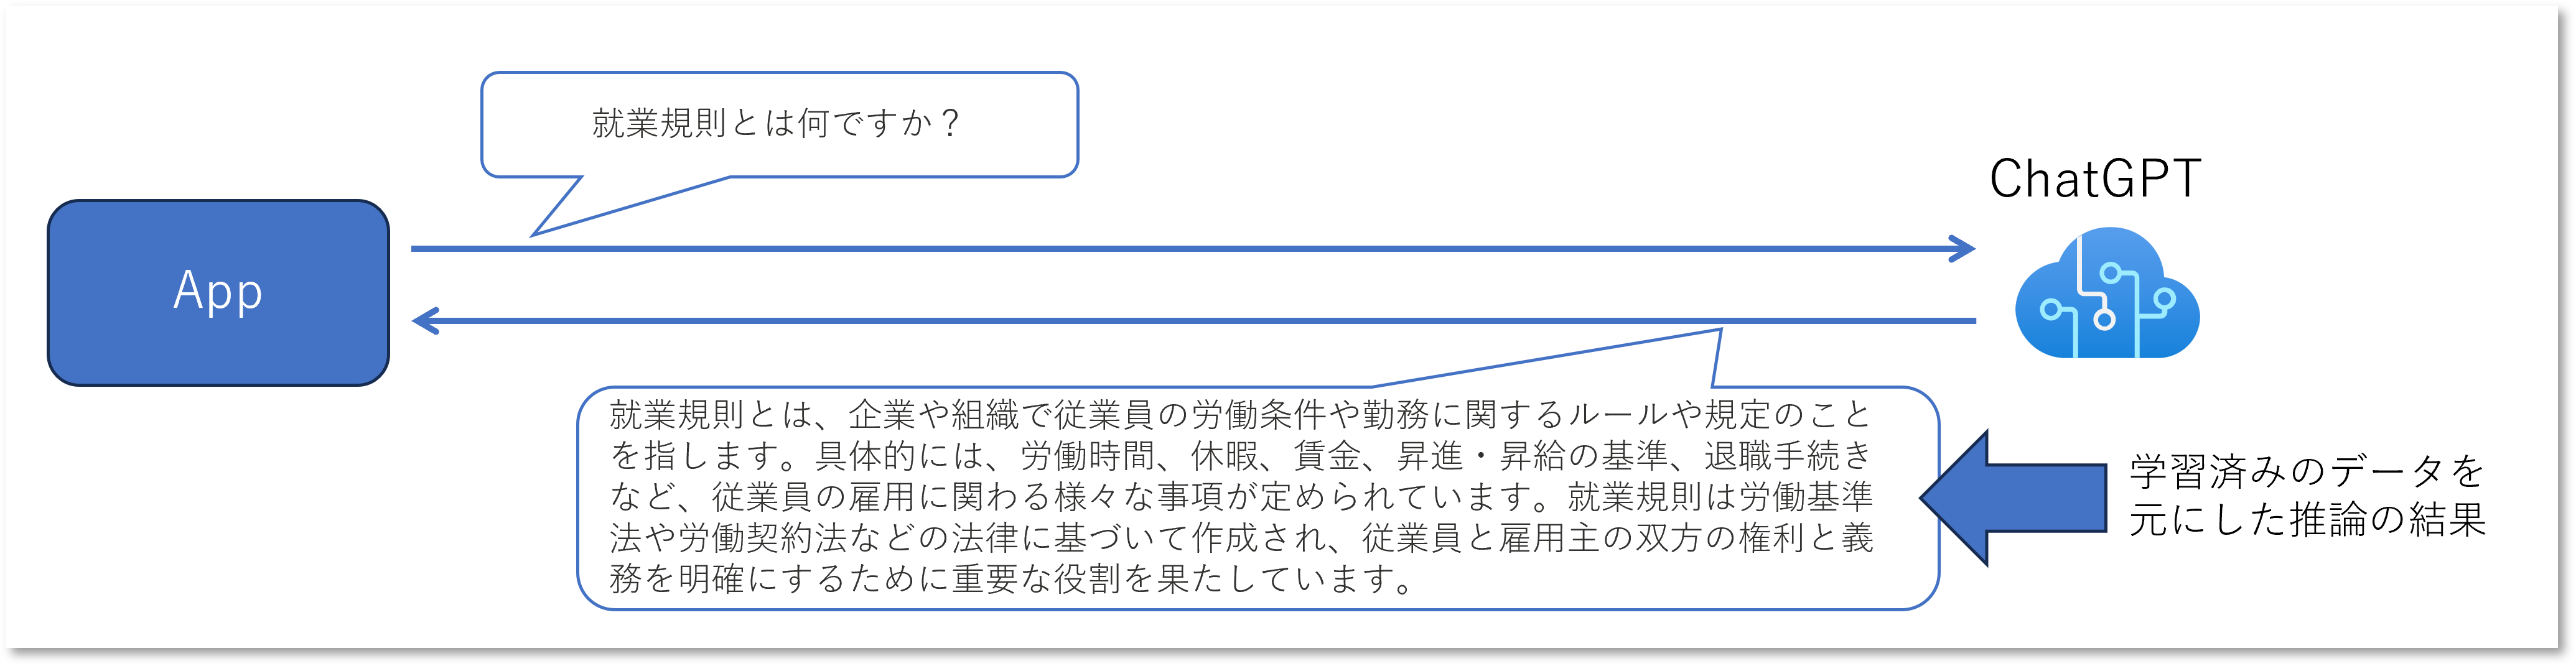 就業規則とは何ですか？
ChatGPT
App
就業規則とは、企業や組織で従業員の労働条件や勤務に関するルールや規定のこと
を指します。具体的には、労働時間、休暇、賃金、昇進・昇給の基準、退職手続き
など、従業員の雇用に関わる様々な事項が定められています。就業規則は労働基準
法や労働契約法などの法律に基づいて作成され、従業員と雇用主の双方の権利と義
務を明確にするために重要な役割を果たしています。
学習済みのデータを
元にした推論の結果